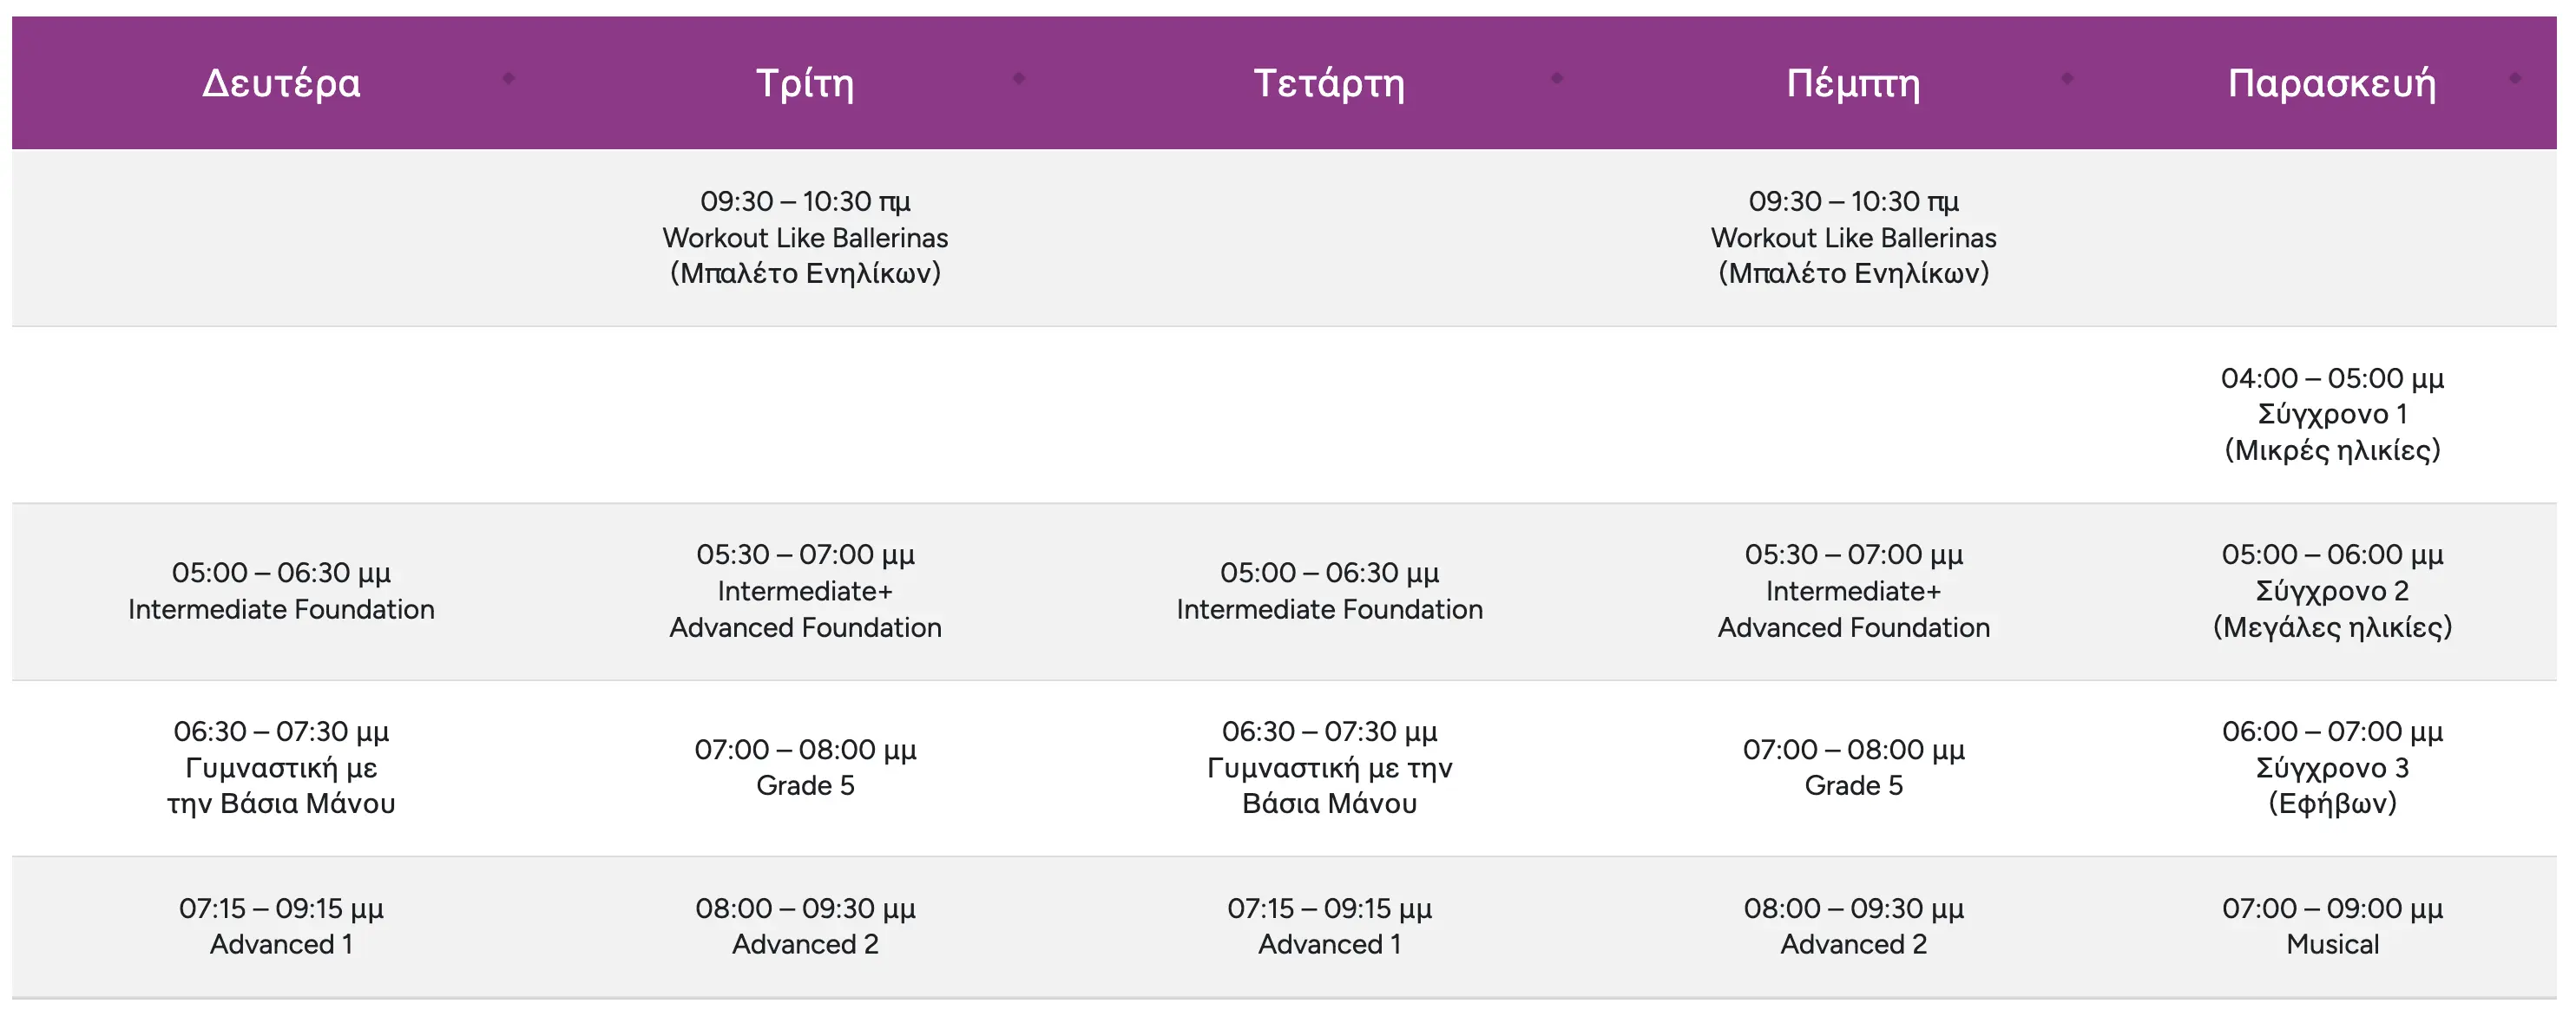 Δευτέρα
Τρίτη
Τετάρτη
Πέμπτη
Παρασκευή
09:30 – 10:30 πμ
Workout Like Ballerinas
(Μπαλέτο Ενηλίκων)
09:30 – 10:30 πμ
Workout Like Ballerinas
(Μπαλέτο Ενηλίκων)
04:00 – 05:00 μμ
Σύγχρονο 1
(Μικρές ηλικίες)
05:00 – 06:30 μμ
Intermediate Foundation
05:30 – 07:00 μμ
Intermediate+
Advanced Foundation
05:00 – 06:30 μμ
Intermediate Foundation
05:30 – 07:00 μμ
Intermediate+
Advanced Foundation
05:00 – 06:00 μμ
Σύγχρονο 2
(Μεγάλες ηλικίες)
06:30 – 07:30 μμ
Γυμναστική με
την Βάσια Μάνου
07:00 – 08:00 μμ
Grade 5
06:30 – 07:30 μμ
Γυμναστική με την
Βάσια Μάνου
07:00 – 08:00 μμ
Grade 5
06:00 – 07:00 μμ
Σύγχρονο 3
(Εφήβων)
07:15 – 09:15 μμ
Advanced 1
08:00 – 09:30 μμ
Advanced 2
07:15 – 09:15 μμ
Advanced 1
08:00 – 09:30 μμ
Advanced 2
07:00 – 09:00 μμ
Musical